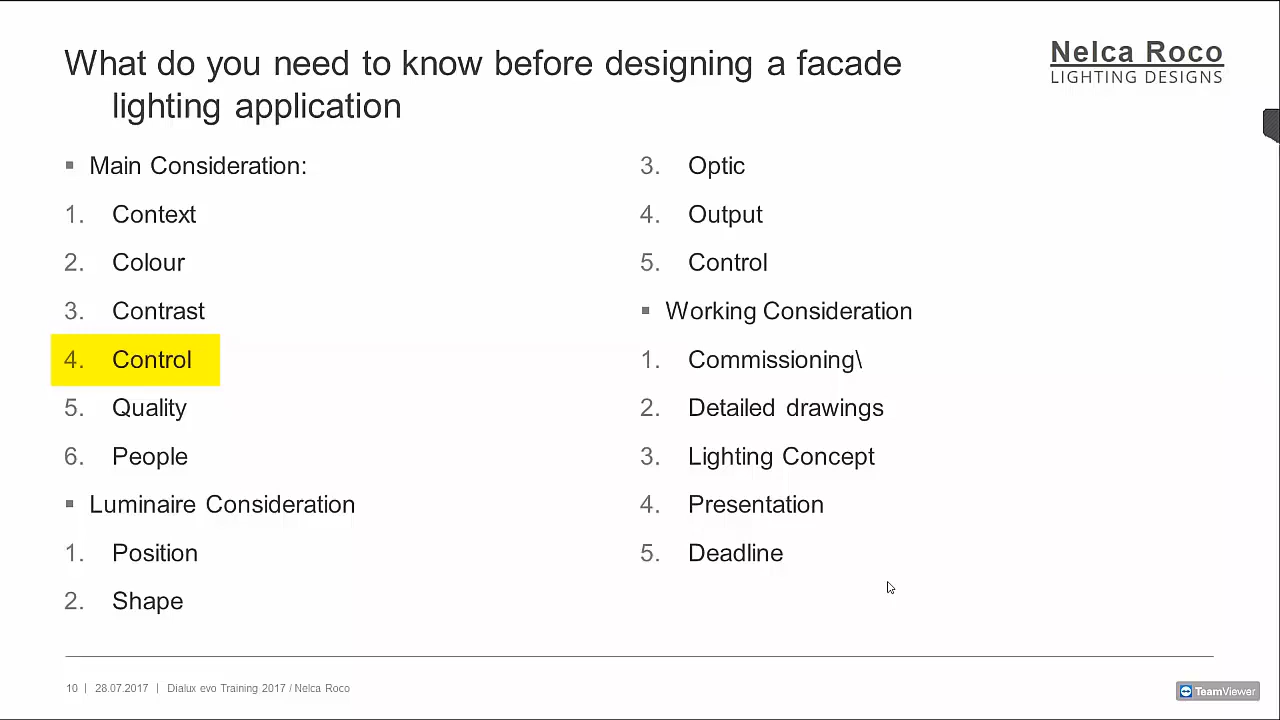 What do you need to know before designing a facade
lighting application
Nelca Roco
LIGHTING DESIGNS
▪ Main Consideration:
1. Context
2. Colour
3. Contrast
4. Control
5. Quality
6. People
▪ Luminaire Consideration
1. Position
2. Shape
3. Optic
4. Output
5. Control
▪ Working Consideration
1. Commissioning\
2. Detailed drawings
3. Lighting Concept
4. Presentation
5. Deadline
10 | 28.07.2017 | Dialux evo Training 2017 / Nelca Roco
TeamViewer